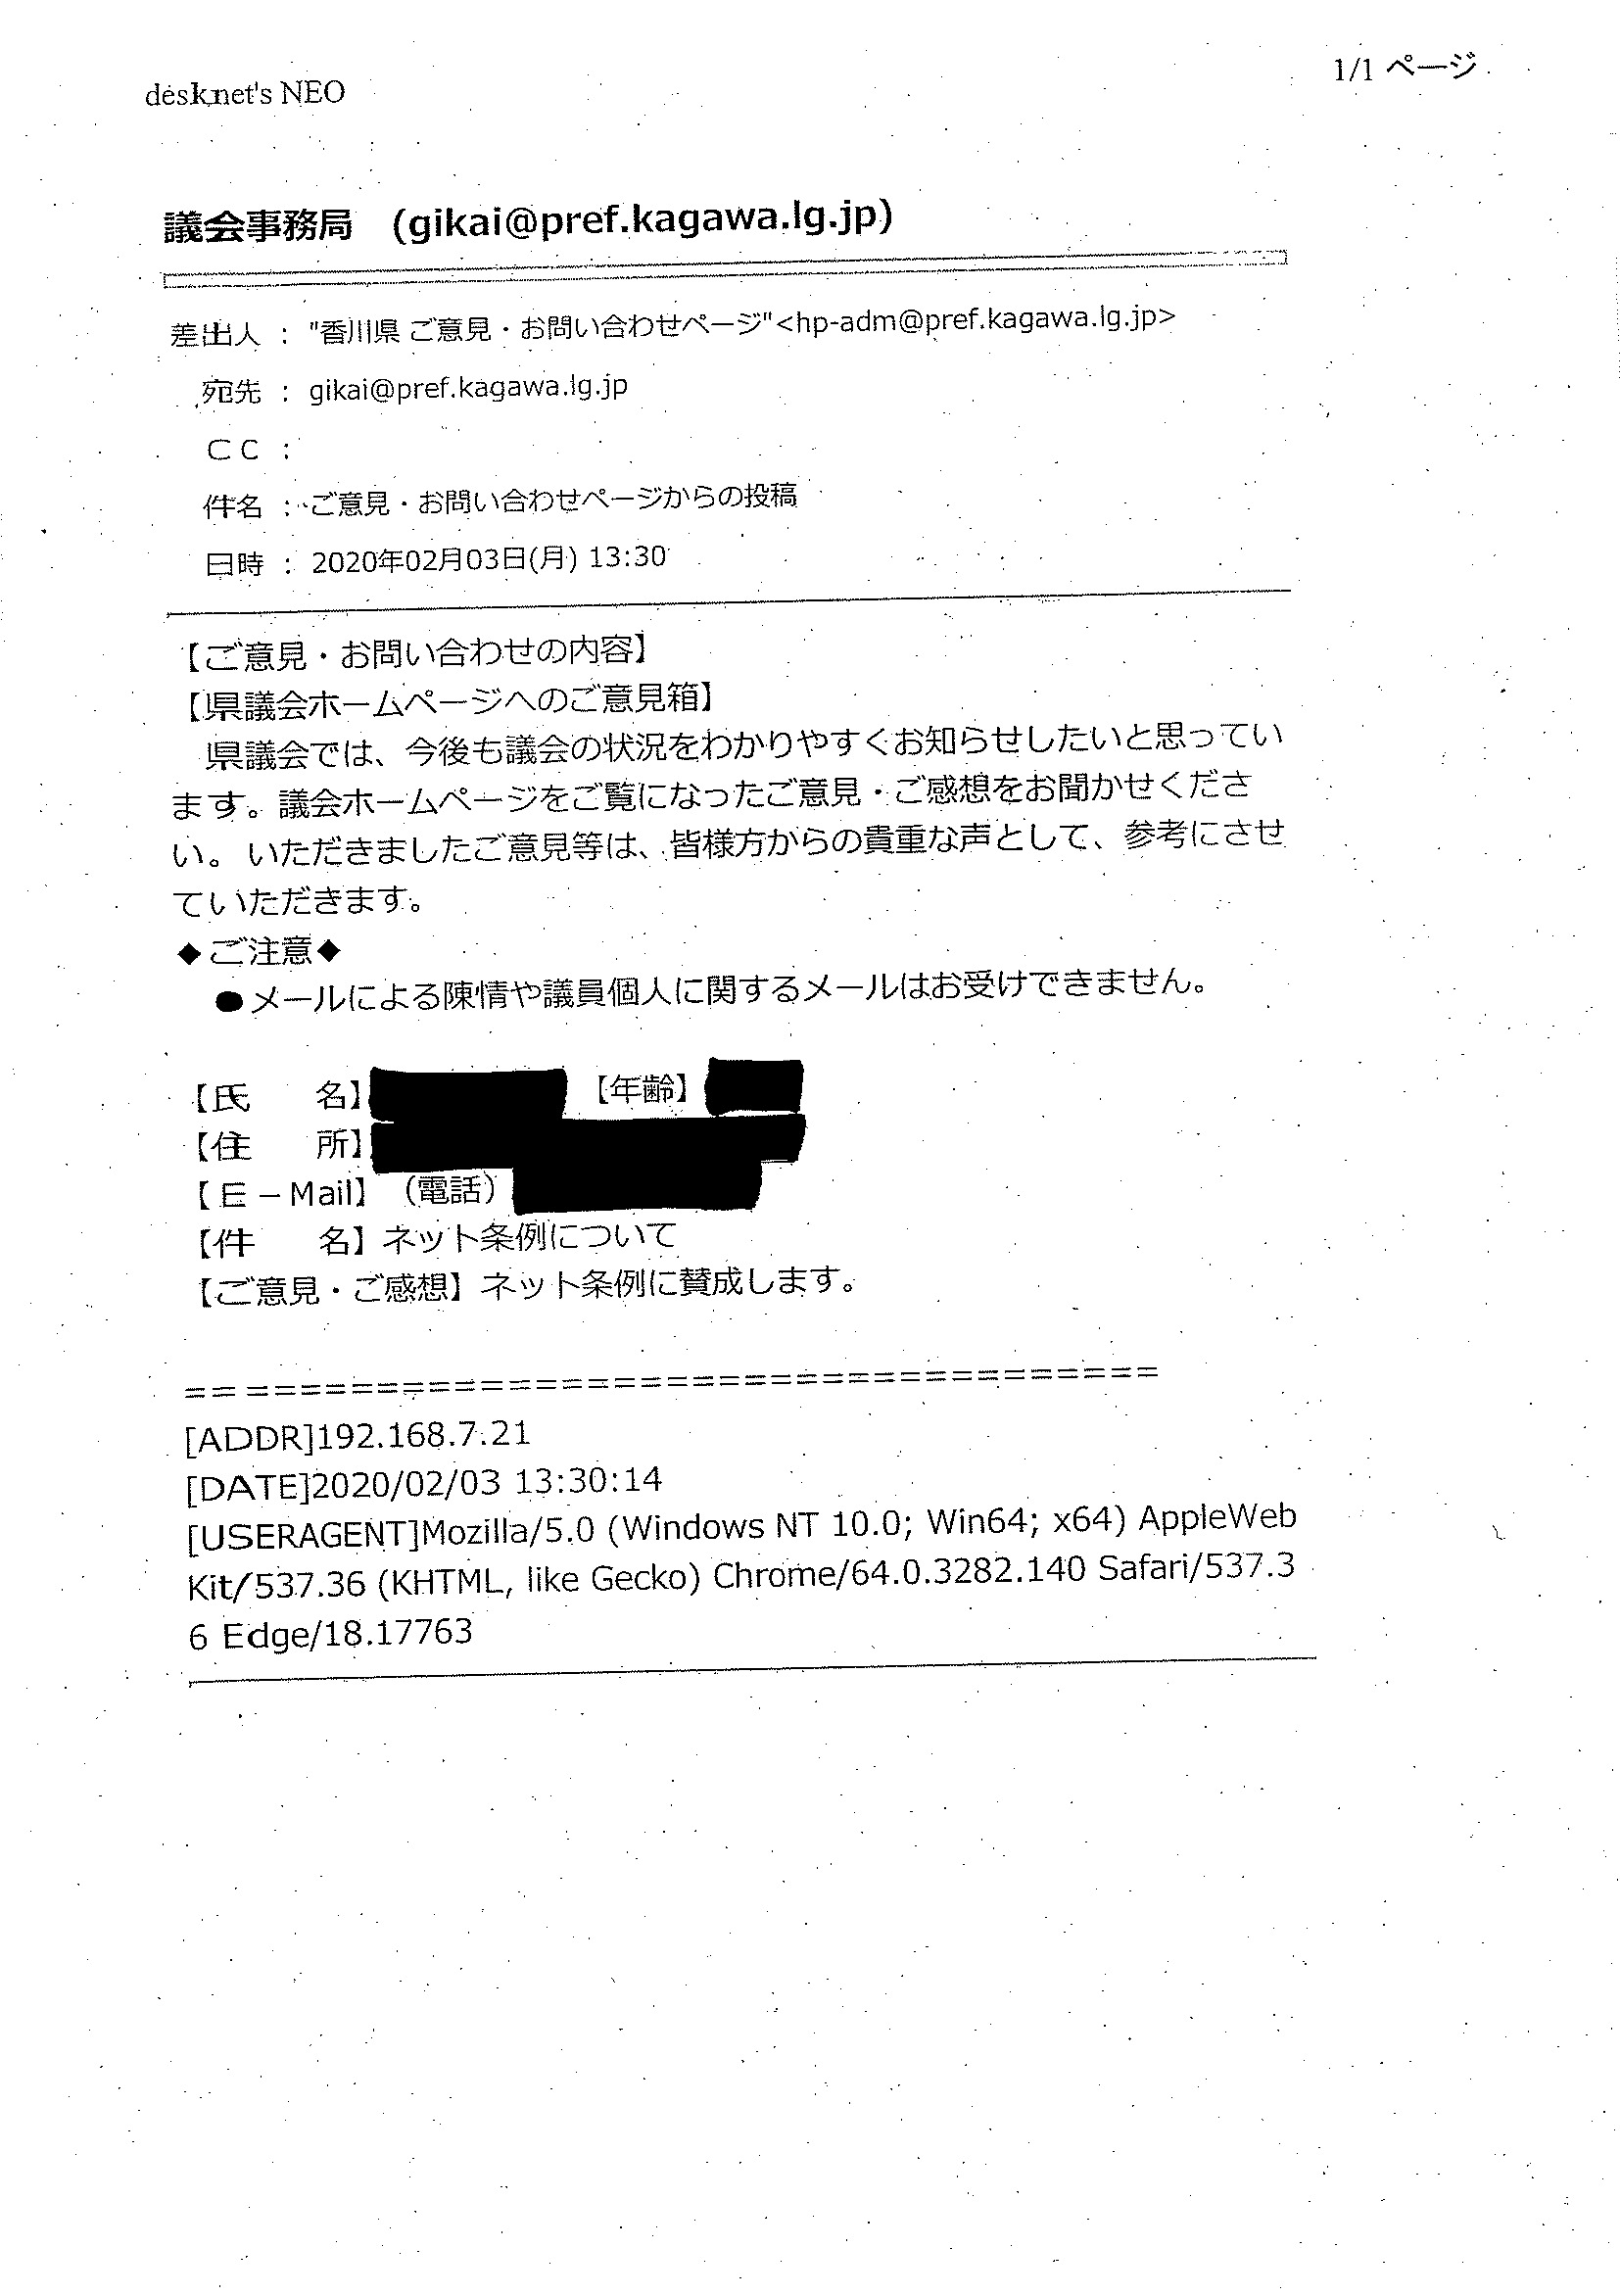 desknet's NEO
1/1 ページ
議会事務局 (gikai@pref.kagawa.lg.jp)
差出人 : "香川県 ご意見・お問い合わせページ"<hp-adm@pref.kagawa.lg.jp>
宛先 : gikai@pref.kagawa.lg.jp
ＣＣ :
件名 : ご意見・お問い合わせページからの投稿
日時 : 2020年02月03日(月) 13:30
【ご意見・お問い合わせの内容】
【県議会ホームページへのご意見箱】
県議会では、今後も議会の状況をわかりやすくお知らせしたいと思ってい
ます。議会ホームページをご覧になったご意見・ご感想をお聞かせくださ
い。いただきましたご意見等は、皆様方からの貴重な声として、参考にさせ
ていただきます。
◆ご注意◆
●メールによる陳情や議員個人に関するメールはお受けできません。
【氏　　名】　【年齢】
【住　　所】
【Ｅ－Mail】（電話）
【件　　名】ネット条例について
【ご意見・ご感想】ネット条例に賛成します。
=====================================
[ADDR]192.168.7.21
[DATE]2020/02/03 13:30:14
[USERAGENT]Mozilla/5.0 (Windows NT 10.0; Win64; x64) AppleWeb
Kit/537.36 (KHTML, like Gecko) Chrome/64.0.3282.140 Safari/537.3
6 Edge/18.17763